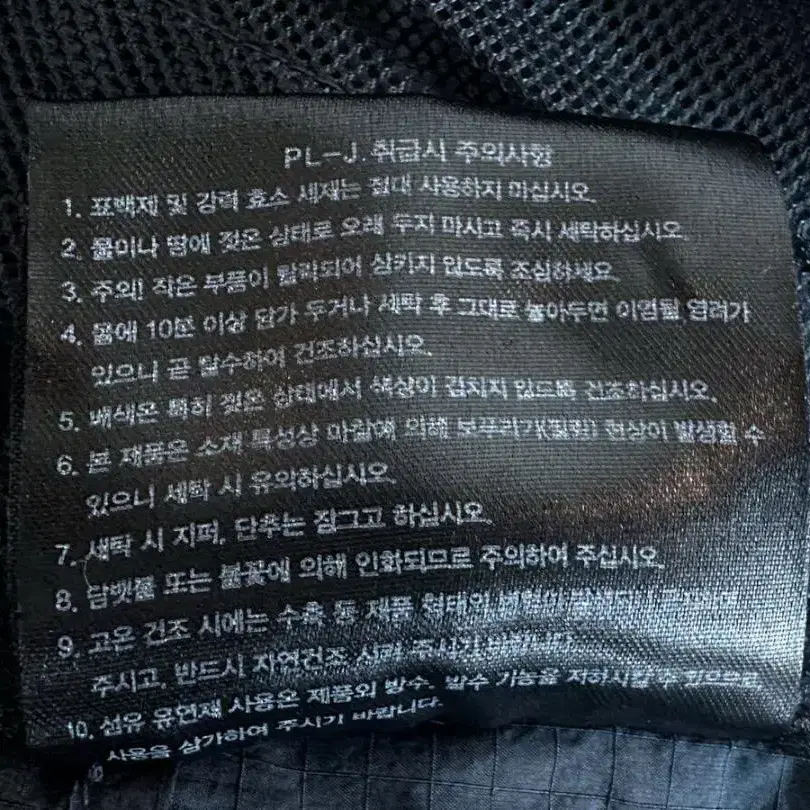 PL-J. 취급시 주의사항
1. 표백제 및 강력 효소 세제는 절대 사용하지 마십시오.
2. 물이나 땀에 젖은 상태로 오래 두지 마시고 즉시 세탁하십시오.
3. 주의! 작은 부품이 탈리되어 삼키지 않도록 조심하세요.
4. 물에 10분 이상 담가 두거나 세탁 후 그대로 놓아두면 이염될 염려가
있으니 곧 탈수하여 건조하십시오.
5. 배색은 특히 젖은 상태에서 색상이 겹치지 않도록 건조하십시오.
6. 본 제품은 소재 특성상 마찰에 의해 보푸라기(필링) 현상이 발생할 수
있으니 세탁 시 유의하십시오.
7. 세탁 시 지퍼, 단추는 잠그고 하십시오.
8. 담뱃불 또는 불꽃에 의해 인화되므로 주의하여 주십시오.
9. 고온 건조 시에는 수축 등 제품 형태의 변형이
주시고, 반드시 자연건조 시켜 주시기 바랍니다.
10. 섬유 유연제 사용은 제품의 방수, 발수 기능을 저하시킬 수 있으므로
사용을 삼가하여 주시기 바랍니다.